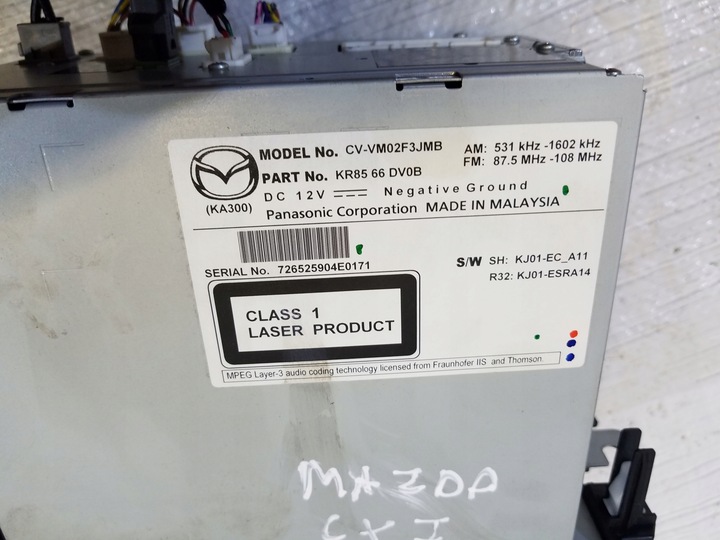 MODEL No. CV-VM02F3JMB AM: 531 kHz -1602 kHz
FM: 87.5 MHz -108 MHz
PART No. KR85 66 DV0B
(KA300) DC 12V Negative Ground
Panasonic Corporation MADE IN MALAYSIA
SERIAL No. 726525904E0171
S/W SH: KJ01-EC_A11
R32: KJ01-ESRA14
CLASS 1
LASER PRODUCT
MPEG Layer-3 audio coding technology licensed from Fraunhofer IIS and Thomson.
MAZDA